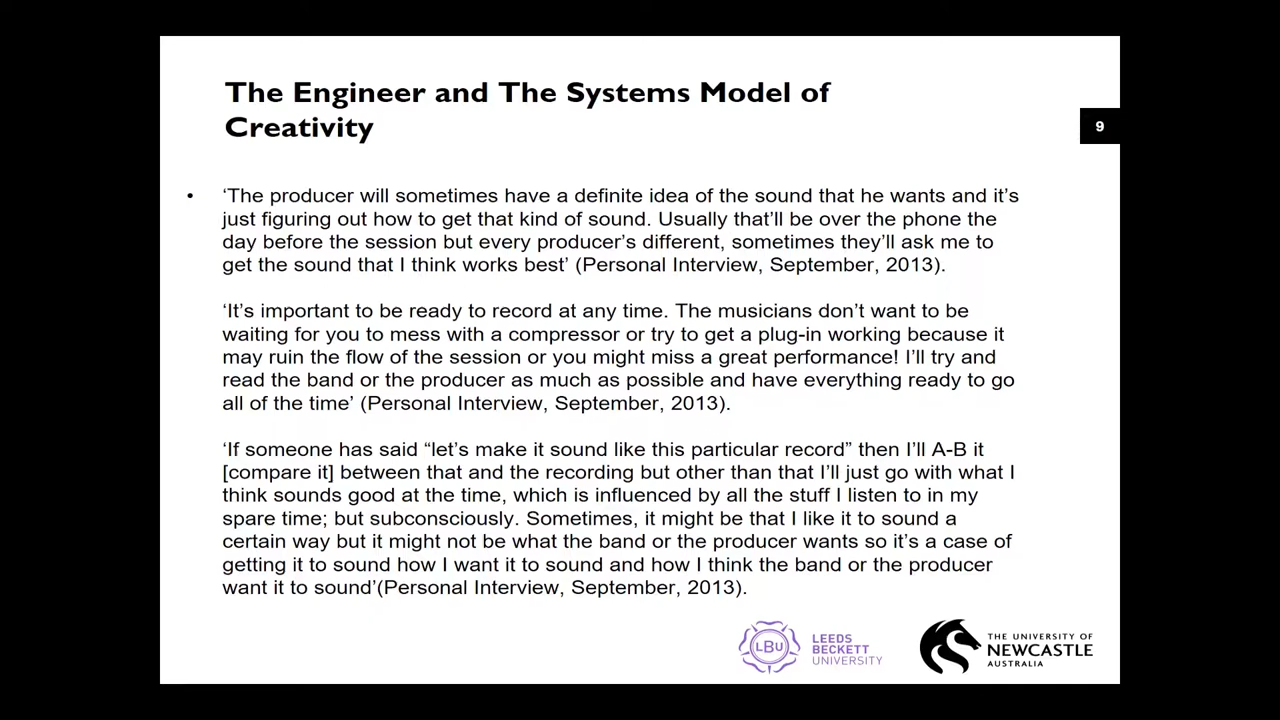 The Engineer and The Systems Model of
Creativity
9
• ‘The producer will sometimes have a definite idea of the sound that he wants and it’s
just figuring out how to get that kind of sound. Usually that’ll be over the phone the
day before the session but every producer’s different, sometimes they’ll ask me to
get the sound that I think works best’ (Personal Interview, September, 2013).
‘It’s important to be ready to record at any time. The musicians don’t want to be
waiting for you to mess with a compressor or try to get a plug-in working because it
may ruin the flow of the session or you might miss a great performance! I’ll try and
read the band or the producer as much as possible and have everything ready to go
all of the time’ (Personal Interview, September, 2013).
‘If someone has said “let’s make it sound like this particular record” then I’ll A-B it
[compare it] between that and the recording but other than that I’ll just go with what I
think sounds good at the time, which is influenced by all the stuff I listen to in my
spare time; but subconsciously. Sometimes, it might be that I like it to sound a
certain way but it might not be what the band or the producer wants so it’s a case of
getting it to sound how I want it to sound and how I think the band or the producer
want it to sound’(Personal Interview, September, 2013).
LBU
LEEDS
BECKETT
UNIVERSITY
THE UNIVERSITY OF
NEWCASTLE
AUSTRALIA